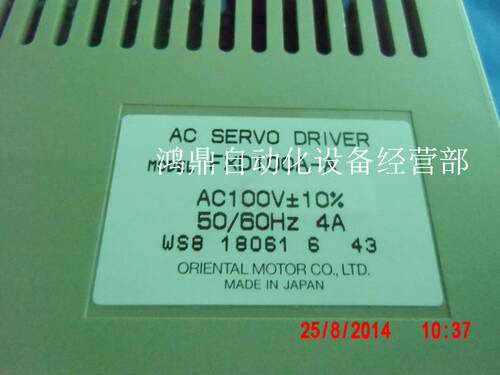 AC SERVO DRIVER
MODEL
鸿鼎自动化设备经营部
AC100V±10%
50/60Hz 4A
WS8 18061 6 43
ORIENTAL MOTOR CO., LTD.
MADE IN JAPAN
25/8/2014 10:37